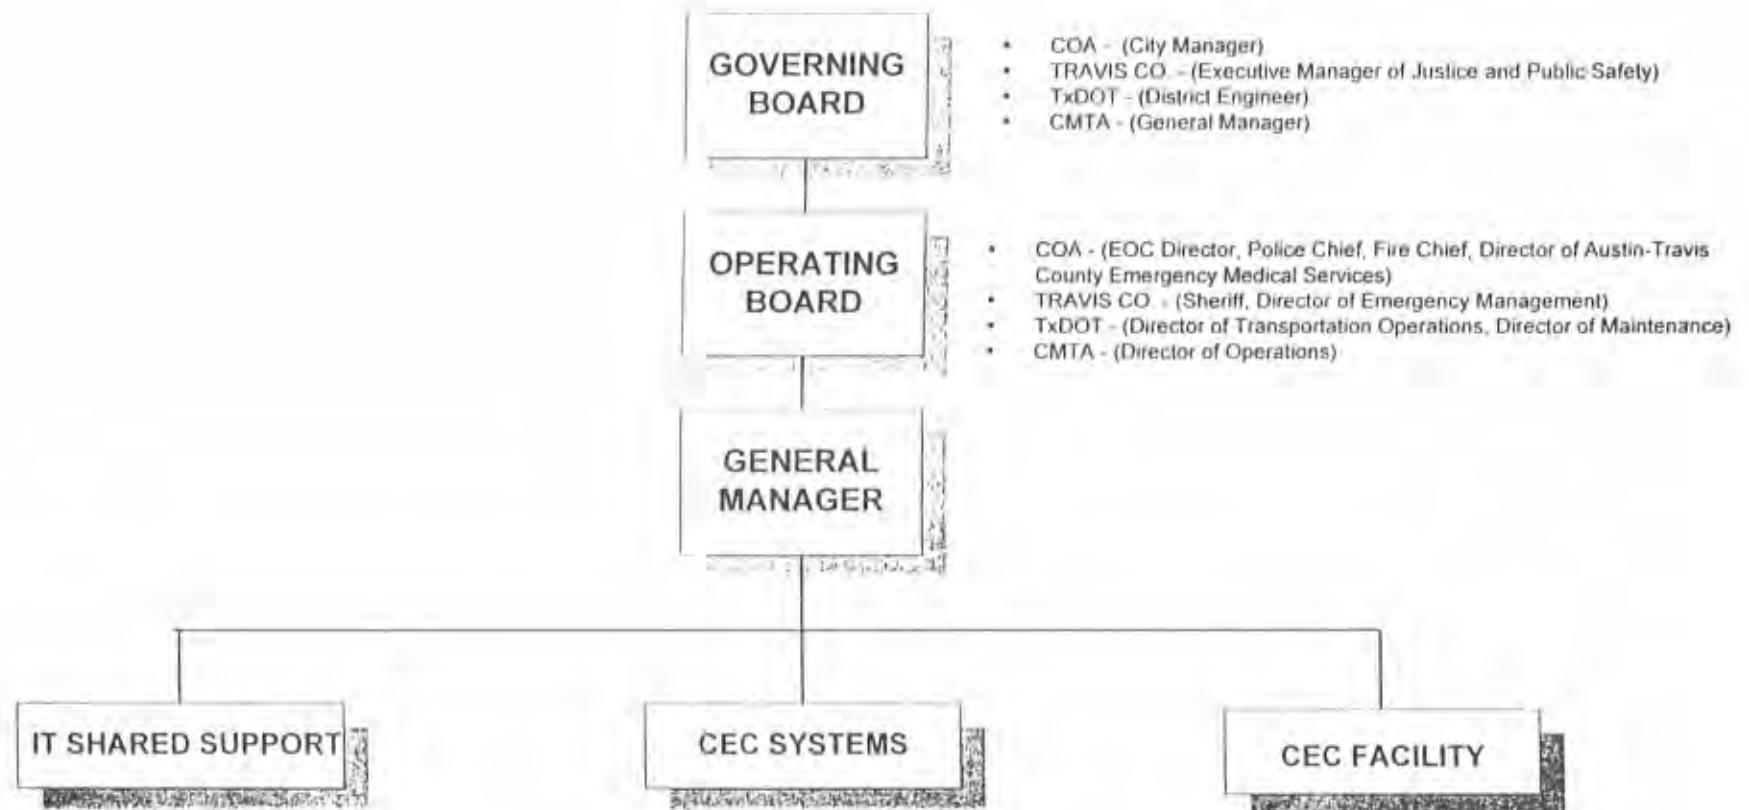 GOVERNING
BOARD
• COA - (City Manager)
• TRAVIS CO. - (Executive Manager of Justice and Public Safety)
• TxDOT - (District Engineer)
• CMTA - (General Manager)
OPERATING
BOARD
• COA - (EOC Director, Police Chief, Fire Chief, Director of Austin-Travis
County Emergency Medical Services)
• TRAVIS CO. - (Sheriff, Director of Emergency Management)
• TxDOT - (Director of Transportation Operations, Director of Maintenance)
• CMTA - (Director of Operations)
GENERAL
MANAGER
IT SHARED SUPPORT
CEC SYSTEMS
CEC FACILITY